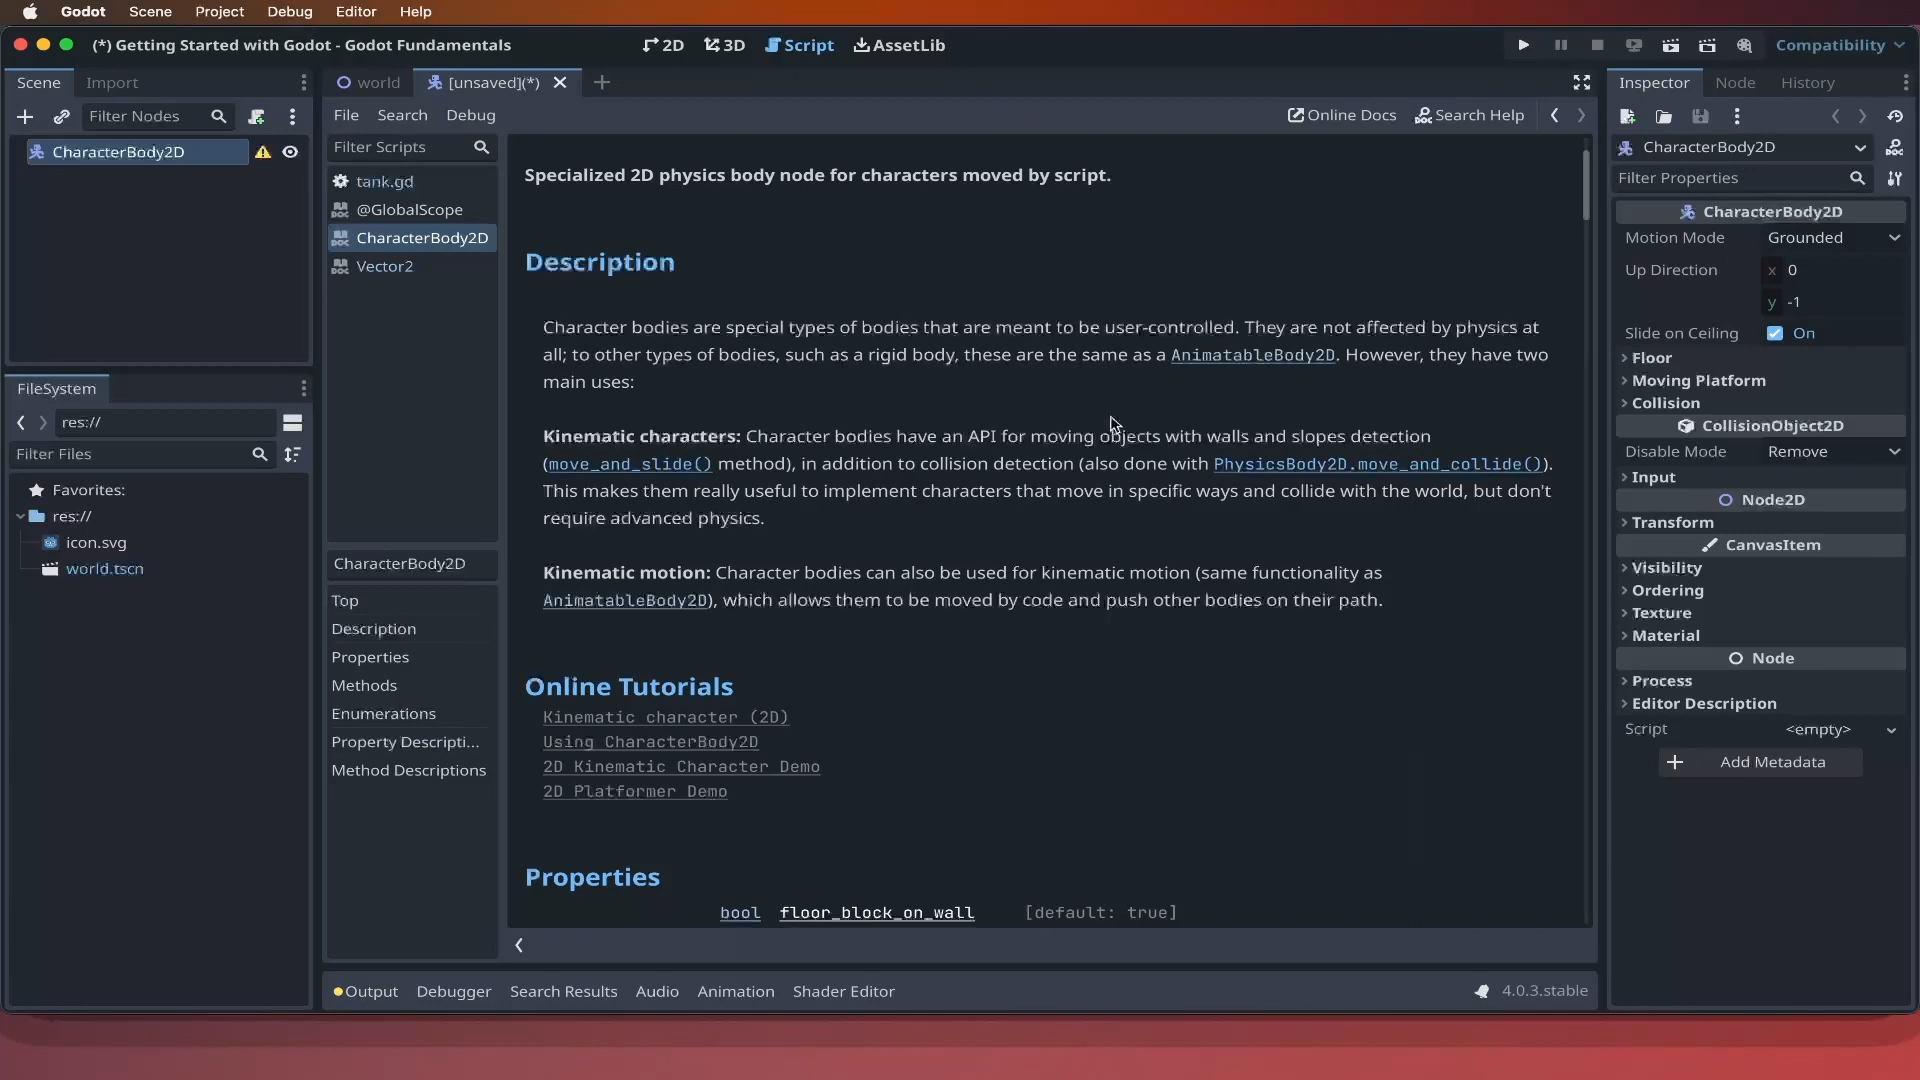 Godot Scene Project Debug Editor Help
(*) Getting Started with Godot - Godot Fundamentals
2D 3D Script AssetLib
Compatibility
Scene Import
Filter Nodes
CharacterBody2D
FileSystem
res://
Filter Files
Favorites:
res://
icon.svg
world.tscn
world [unsaved](*)
File Search Debug
Online Docs Search Help
Filter Scripts
tank.gd
@GlobalScope
CharacterBody2D
Vector2
CharacterBody2D
Top
Description
Properties
Methods
Enumerations
Property Descripti...
Method Descriptions
Specialized 2D physics body node for characters moved by script.
Description
Character bodies are special types of bodies that are meant to be user-controlled. They are not affected by physics at
all; to other types of bodies, such as a rigid body, these are the same as a AnimatableBody2D. However, they have two
main uses:
Kinematic characters: Character bodies have an API for moving objects with walls and slopes detection
(move_and_slide() method), in addition to collision detection (also done with PhysicsBody2D.move_and_collide()).
This makes them really useful to implement characters that move in specific ways and collide with the world, but don't
require advanced physics.
Kinematic motion: Character bodies can also be used for kinematic motion (same functionality as
AnimatableBody2D), which allows them to be moved by code and push other bodies on their path.
Online Tutorials
Kinematic character (2D)
Using CharacterBody2D
2D Kinematic Character Demo
2D Platformer Demo
Properties
bool floor_block_on_wall [default: true]
Output Debugger Search Results Audio Animation Shader Editor
4.0.3.stable
Inspector Node History
CharacterBody2D
Filter Properties
CharacterBody2D
Motion Mode Grounded
Up Direction x 0
y -1
Slide on Ceiling On
Floor
Moving Platform
Collision
CollisionObject2D
Disable Mode Remove
Input
Node2D
Transform
CanvasItem
Visibility
Ordering
Texture
Material
Node
Process
Editor Description
Script <empty>
Add Metadata